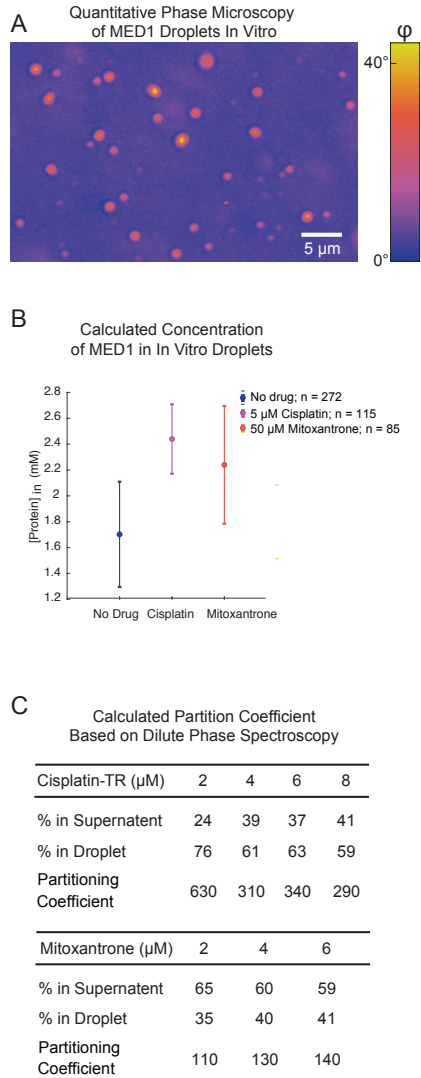 A
Quantitative Phase Microscopy
of MED1 Droplets In Vitro
φ
40°
0°
5 µm
B
Calculated Concentration
of MED1 in In Vitro Droplets
[Protein] in (mM)
2.8
2.6
2.4
2.2
2
1.8
1.6
1.4
1.2
No Drug Cisplatin Mitoxantrone
No drug; n = 272
5 µM Cisplatin; n = 115
50 µM Mitoxantrone; n = 85
C
Calculated Partition Coefficient
Based on Dilute Phase Spectroscopy
Cisplatin-TR (µM) 2 4 6 8
% in Supernatent 24 39 37 41
% in Droplet 76 61 63 59
Partitioning
Coefficient 630 310 340 290
Mitoxantrone (µM) 2 4 6
% in Supernatent 65 60 59
% in Droplet 35 40 41
Partitioning
Coefficient 110 130 140